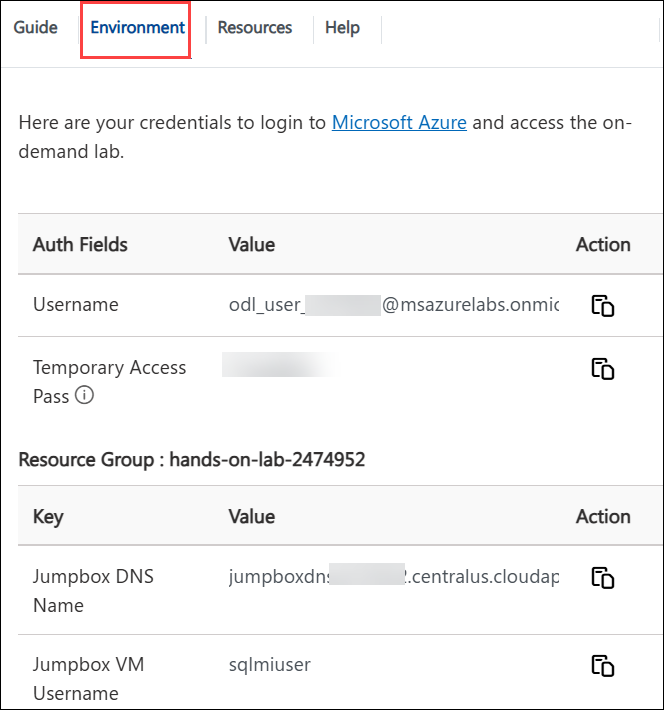 Guide Environment Resources Help
Here are your credentials to login to Microsoft Azure and access the on-
demand lab.
Auth Fields Value Action
Username odl_user_ @msazurelabs.onmic
Temporary Access
Pass
Resource Group : hands-on-lab-2474952
Key Value Action
Jumpbox DNS jumpboxdns .centralus.cloudap
Name
Jumpbox VM sqlmiuser
Username